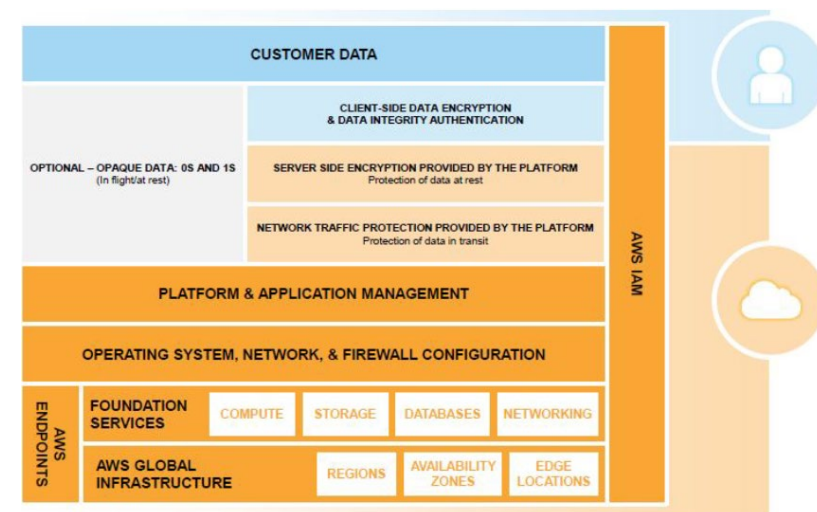 CUSTOMER DATA
CLIENT-SIDE DATA ENCRYPTION
& DATA INTEGRITY AUTHENTICATION
OPTIONAL – OPAQUE DATA: 0S AND 1S
(In flight/at rest)
SERVER SIDE ENCRYPTION PROVIDED BY THE PLATFORM
Protection of data at rest
NETWORK TRAFFIC PROTECTION PROVIDED BY THE PLATFORM
Protection of data in transit
AWS IAM
PLATFORM & APPLICATION MANAGEMENT
OPERATING SYSTEM, NETWORK, & FIREWALL CONFIGURATION
AWS
ENDPOINTS
FOUNDATION
SERVICES
COMPUTE
STORAGE
DATABASES
NETWORKING
AWS GLOBAL
INFRASTRUCTURE
REGIONS
AVAILABILITY
ZONES
EDGE
LOCATIONS